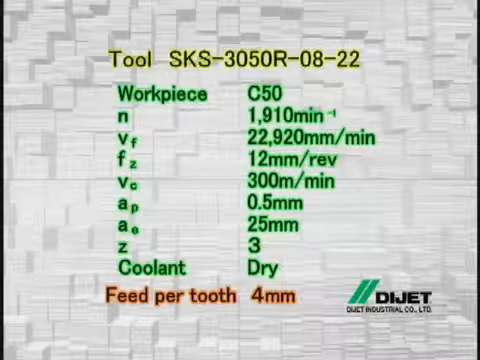 Tool SKS-3050R-08-22
Workpiece C50
n 1,910min⁻¹
vf 22,920mm/min
fz 12mm/rev
vc 300m/min
ap 0.5mm
ae 25mm
z 3
Coolant Dry
Feed per tooth 4mm
DIJET
DIJET INDUSTRIAL CO., LTD.